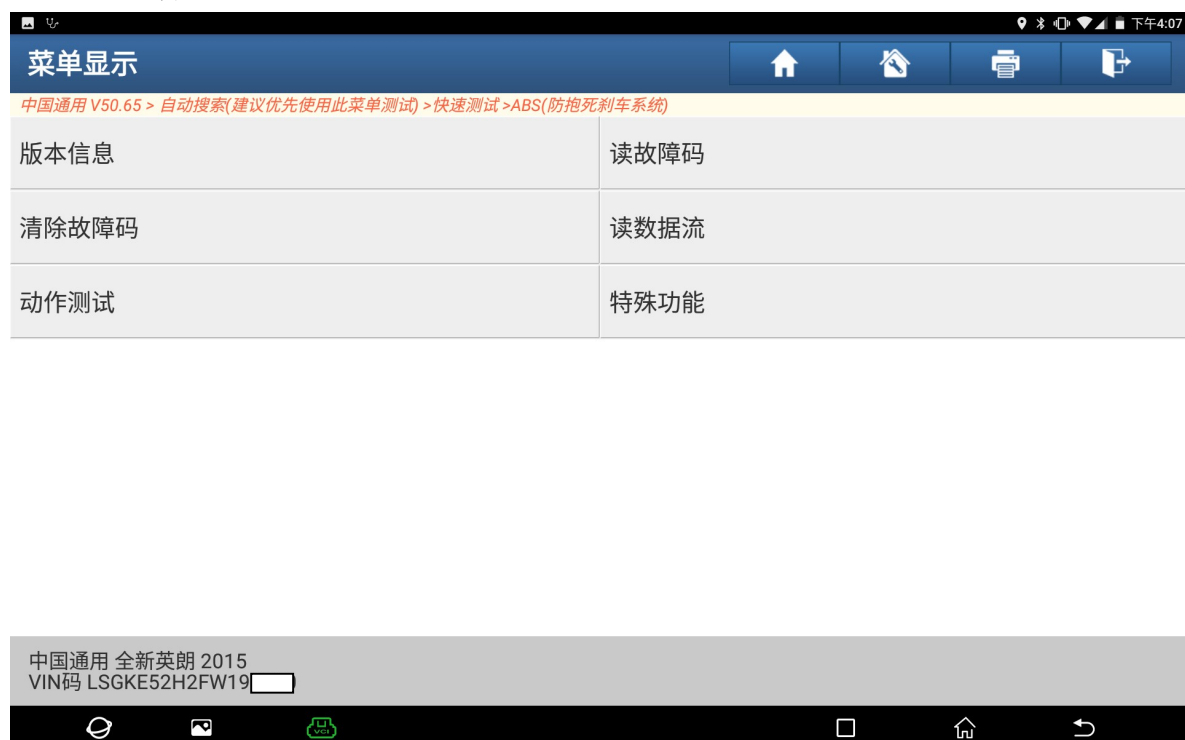 下午4:07
菜单显示
中国通用 V50.65 > 自动搜索(建议优先使用此菜单测试) >快速测试 >ABS(防抱死刹车系统)
版本信息
读故障码
清除故障码
读数据流
动作测试
特殊功能
中国通用 全新英朗 2015
VIN码 LSGKE52H2FW19
VCI